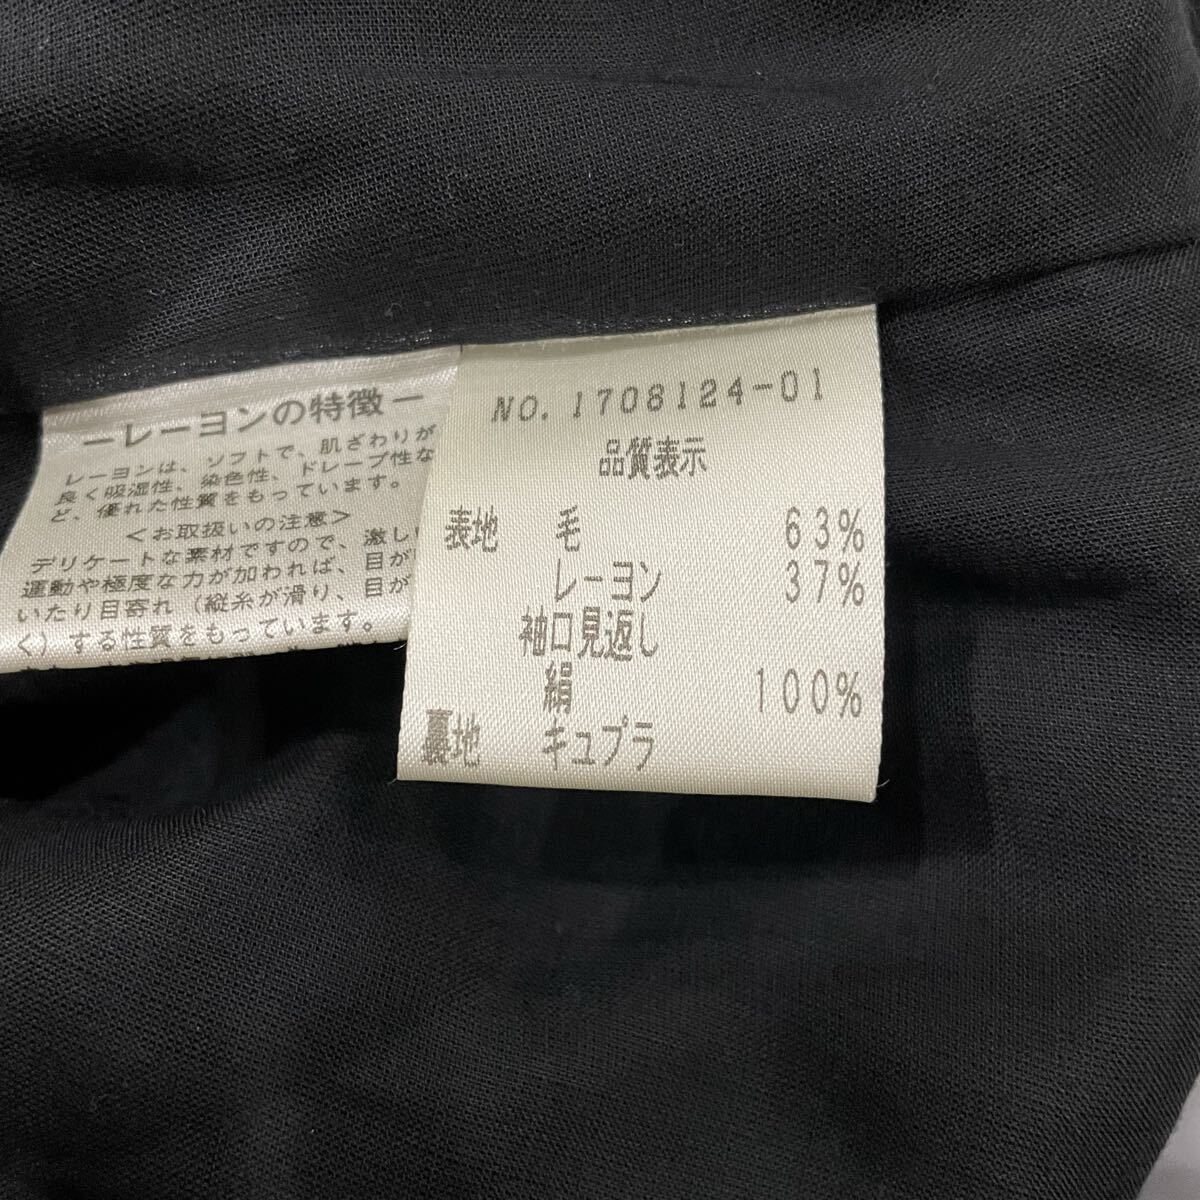 ーレーヨンの特徴ー
レーヨンは、ソフトで、肌ざわりが
良く吸湿性、染色性、ドレープ性な
ど、優れた性質をもっています。
<お取扱いの注意>
デリケートな素材ですので、激しい
運動や極度な力が加われば、目が
いたり目寄れ（縦糸が滑り、目が
く）する性質をもっています。
NO. 1708124-01
品質表示
表地 毛 63%
レーヨン 37%
袖口見返し
絹 100%
裏地 キュプラ